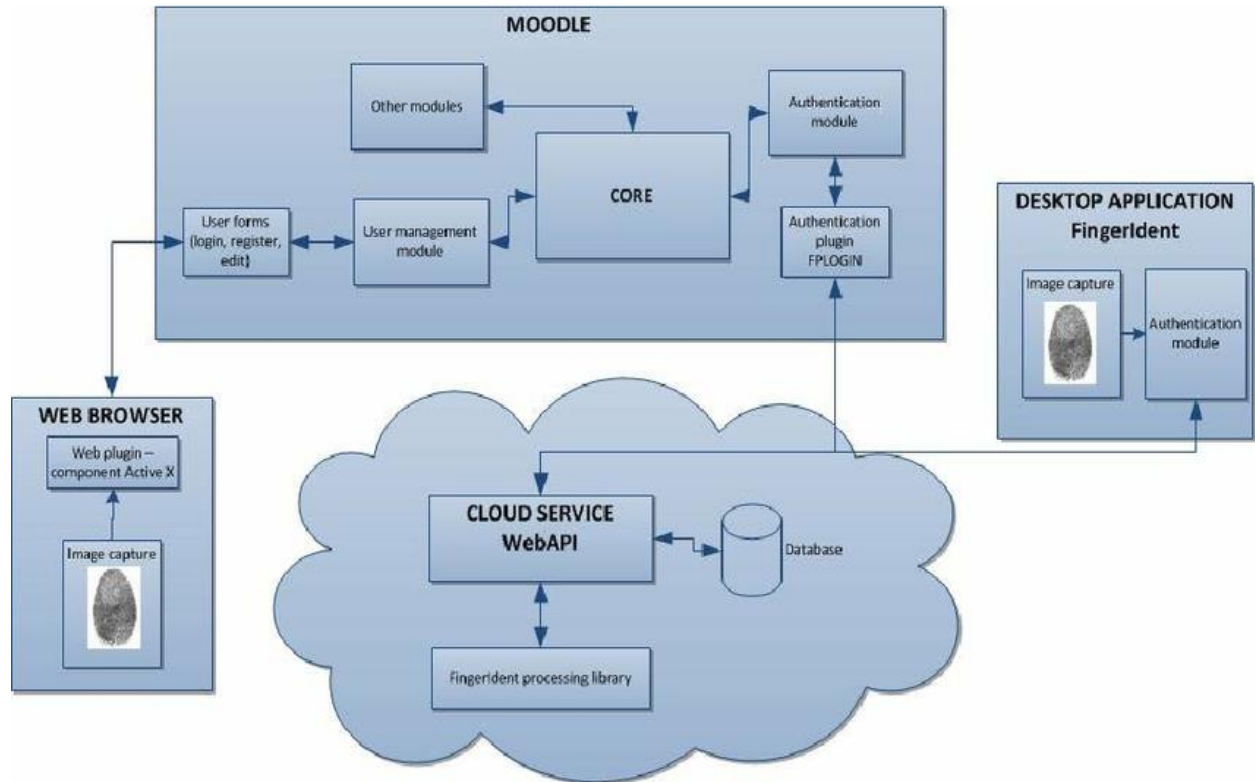 MOODLE
Other modules
Authentication
module
CORE
User forms
(login, register,
edit)
User management
module
Authentication
plugin
FPLOGIN
DESKTOP APPLICATION
FingerIdent
Image capture
Authentication
module
WEB BROWSER
Web plugin –
component Active X
Image capture
CLOUD SERVICE
WebAPI
Database
FingerIdent processing library